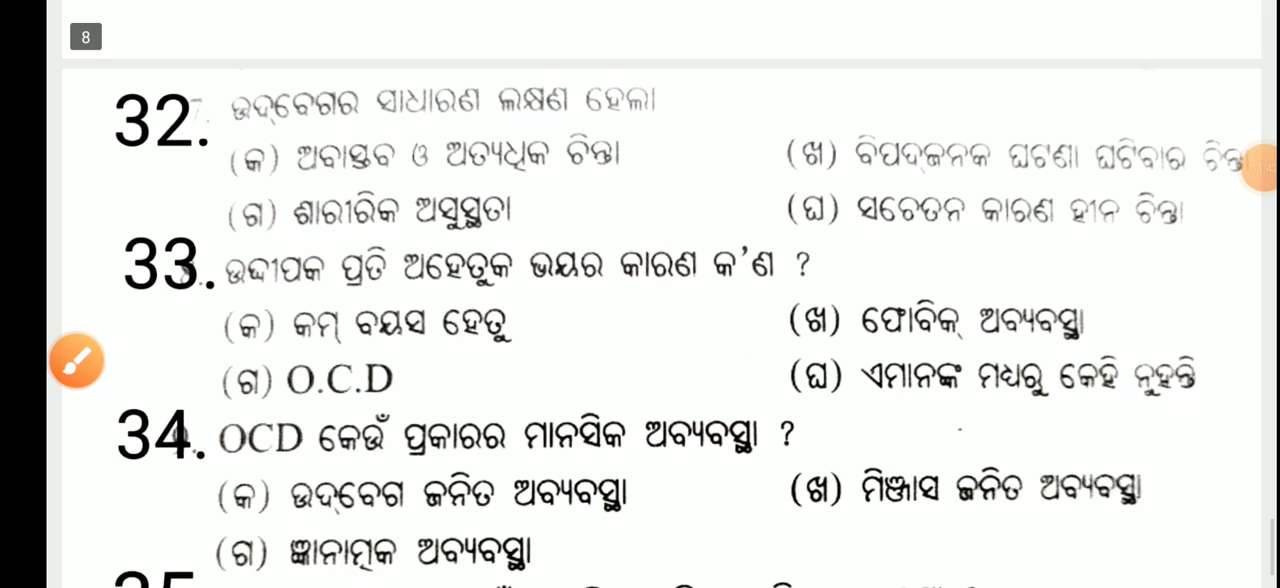 8
32. ଉଦ୍‌ବେଗର ସାଧାରଣ ଲକ୍ଷଣ ହେଲା
(କ) ଅବାସ୍ତବ ଓ ଅତ୍ୟଧିକ ଚିନ୍ତା (ଖ) ବିପଦ୍‌ଜନକ ଘଟଣା ଘଟିବାର ଚିନ୍ତା
(ଗ) ଶାରୀରିକ ଅସୁସ୍ଥତା (ଘ) ସଚେତନ କାରଣ ହୀନ ଚିନ୍ତା
33. ଉଦ୍ଦୀପକ ପ୍ରତି ଅହେତୁକ ଭୟର କାରଣ କ'ଣ ?
(କ) କମ୍ ବୟସ ହେତୁ (ଖ) ଫୋବିକ୍ ଅବ୍ୟବସ୍ଥା
(ଗ) O.C.D (ଘ) ଏମାନଙ୍କ ମଧ୍ୟରୁ କେହି ନୁହନ୍ତି
34. OCD କେଉଁ ପ୍ରକାରର ମାନସିକ ଅବ୍ୟବସ୍ଥା ?
(କ) ଉଦ୍‌ବେଗ ଜନିତ ଅବ୍ୟବସ୍ଥା (ଖ) ମିଞ୍ଜାସ ଜନିତ ଅବ୍ୟବସ୍ଥା
(ଗ) ଜ୍ଞାନାତ୍ମକ ଅବ୍ୟବସ୍ଥା